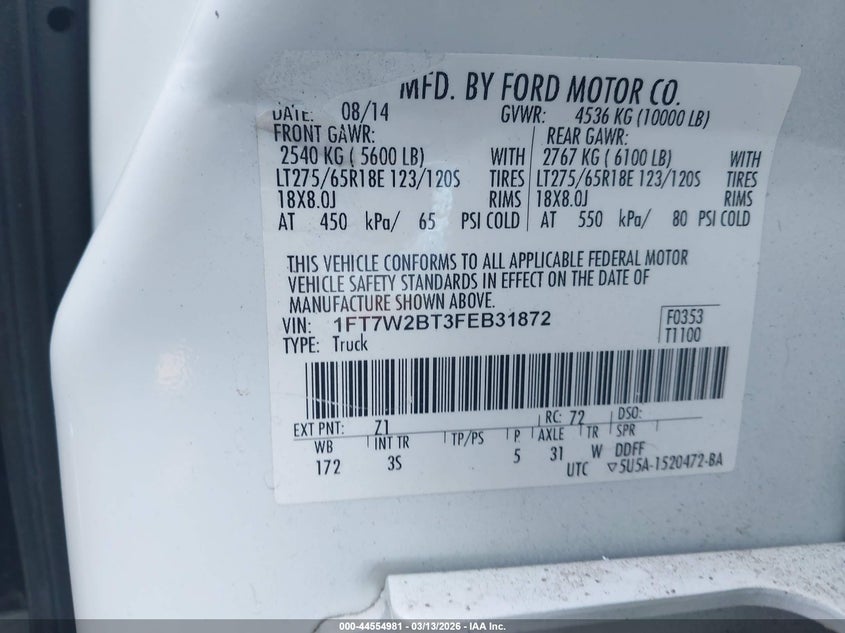 MFD. BY FORD MOTOR CO.
DATE: 08/14 GVWR: 4536 KG (10000 LB)
FRONT GAWR: REAR GAWR:
2540 KG ( 5600 LB) WITH 2767 KG ( 6100 LB) WITH
LT275/65R18E 123/120S TIRES LT275/65R18E 123/120S TIRES
18X8.0J RIMS 18X8.0J RIMS
AT 450 kPa/ 65 PSI COLD AT 550 kPa/ 80 PSI COLD
THIS VEHICLE CONFORMS TO ALL APPLICABLE FEDERAL MOTOR
VEHICLE SAFETY STANDARDS IN EFFECT ON THE DATE OF
MANUFACTURE SHOWN ABOVE.
VIN: 1FT7W2BT3FEB31872 F0353
TYPE: Truck T1100
EXT PNT: Z1 RC: 72 DSO:
WB INT TR TP/PS R AXLE TR SPR
172 3S 5 31 W DDFF
UTC ▽5U5A-1520472-BA
000-44554981 - 03/13/2026 - IAA Inc.